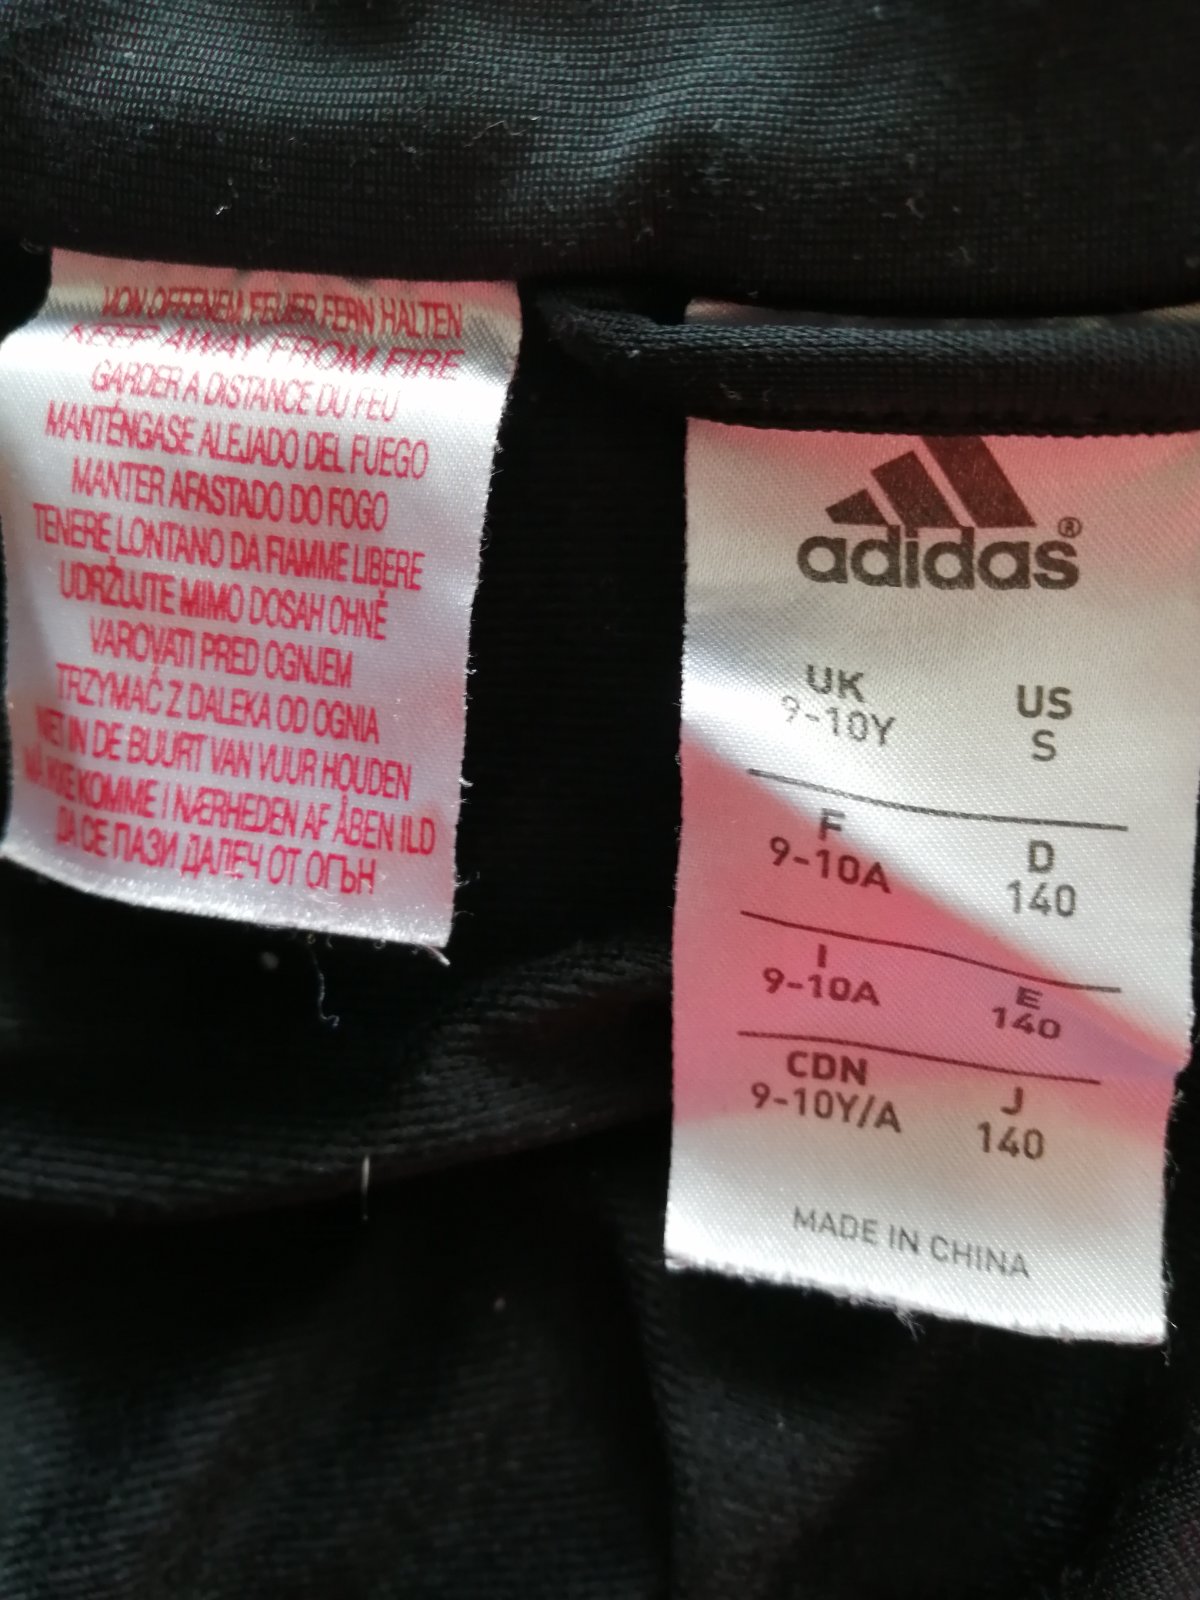 VON OFFENEM FEUER FERN HALTEN
KEEP AWAY FROM FIRE
GARDER A DISTANCE DU FEU
MANTÉNGASE ALEJADO DEL FUEGO
MANTER AFASTADO DO FOGO
TENERE LONTANO DA FIAMME LIBERE
UDRŽUJTE MIMO DOSAH OHNĚ
VAROVATI PRED OGNJEM
TRZYMAĆ Z DALEKA OD OGNIA
NIET IN DE BUURT VAN VUUR HOUDEN
MÅ IKKE KOMME I NÆRHEDEN AF ÅBEN ILD
ДА СЕ ПАЗИ ДАЛЕЧ ОТ ОГЪН
adidas®
UK US
9-10Y S
F D
9-10A 140
I E
9-10A 140
CDN J
9-10Y/A 140
MADE IN CHINA